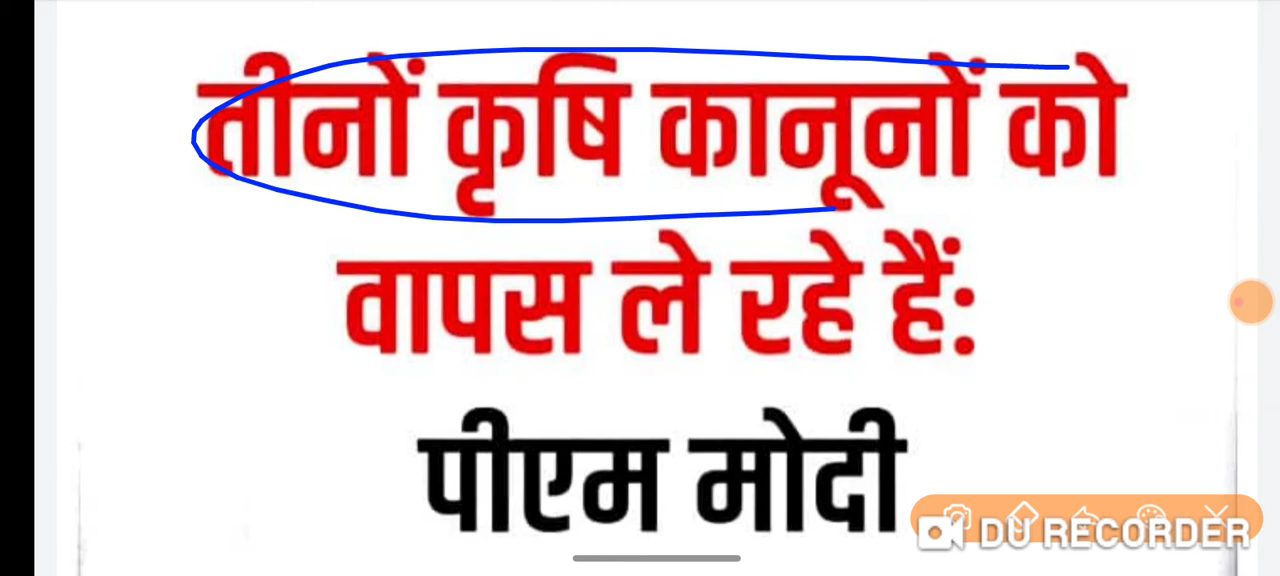 तीनों कृषि कानूनों को
वापस ले रहे हैं:
पीएम मोदी
DU RECORDER